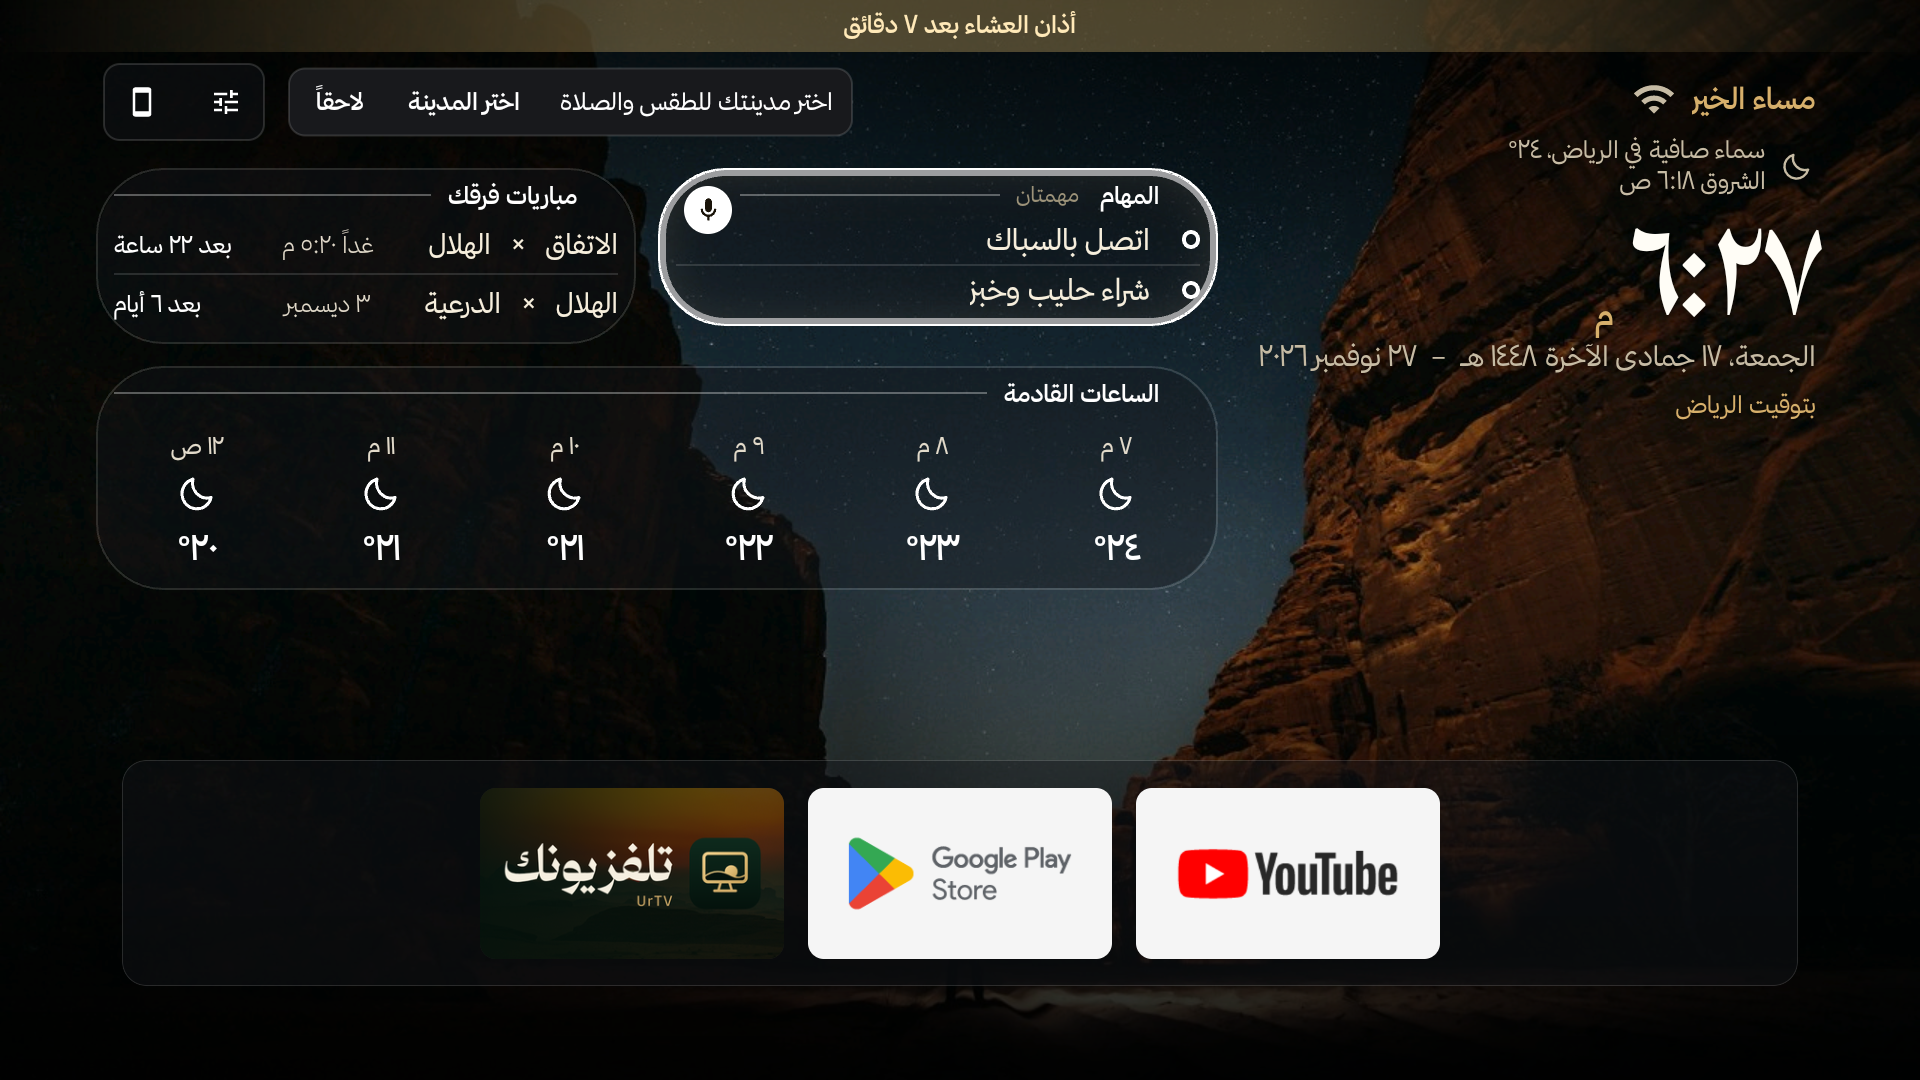 أذان العشاء بعد ٧ دقائق
مساء الخير
سماء صافية في الرياض، ٢٤°
الشروق ٦:١٨ ص
٦:٢٧ م
الجمعة، ١٧ جمادى الآخرة ١٤٤٨ هـ – ٢٧ نوفمبر ٢٠٢٦
بتوقيت الرياض
اختر مدينتك للطقس والصلاة اختر المدينة لاحقاً
المهام مهمتان
اتصل بالسباك
شراء حليب وخبز
مباريات فرقك
الاتفاق × الهلال غداً ٥:٢٠ م بعد ٢٢ ساعة
الهلال × الدرعية ٣ ديسمبر بعد ٦ أيام
الساعات القادمة
٧ م ٨ م ٩ م ١٠ م ١١ م ١٢ ص
٢٤° ٢٣° ٢٢° ٢١° ٢١° ٢٠°
YouTube
Google Play
Store
تلفزيونك
UrTV